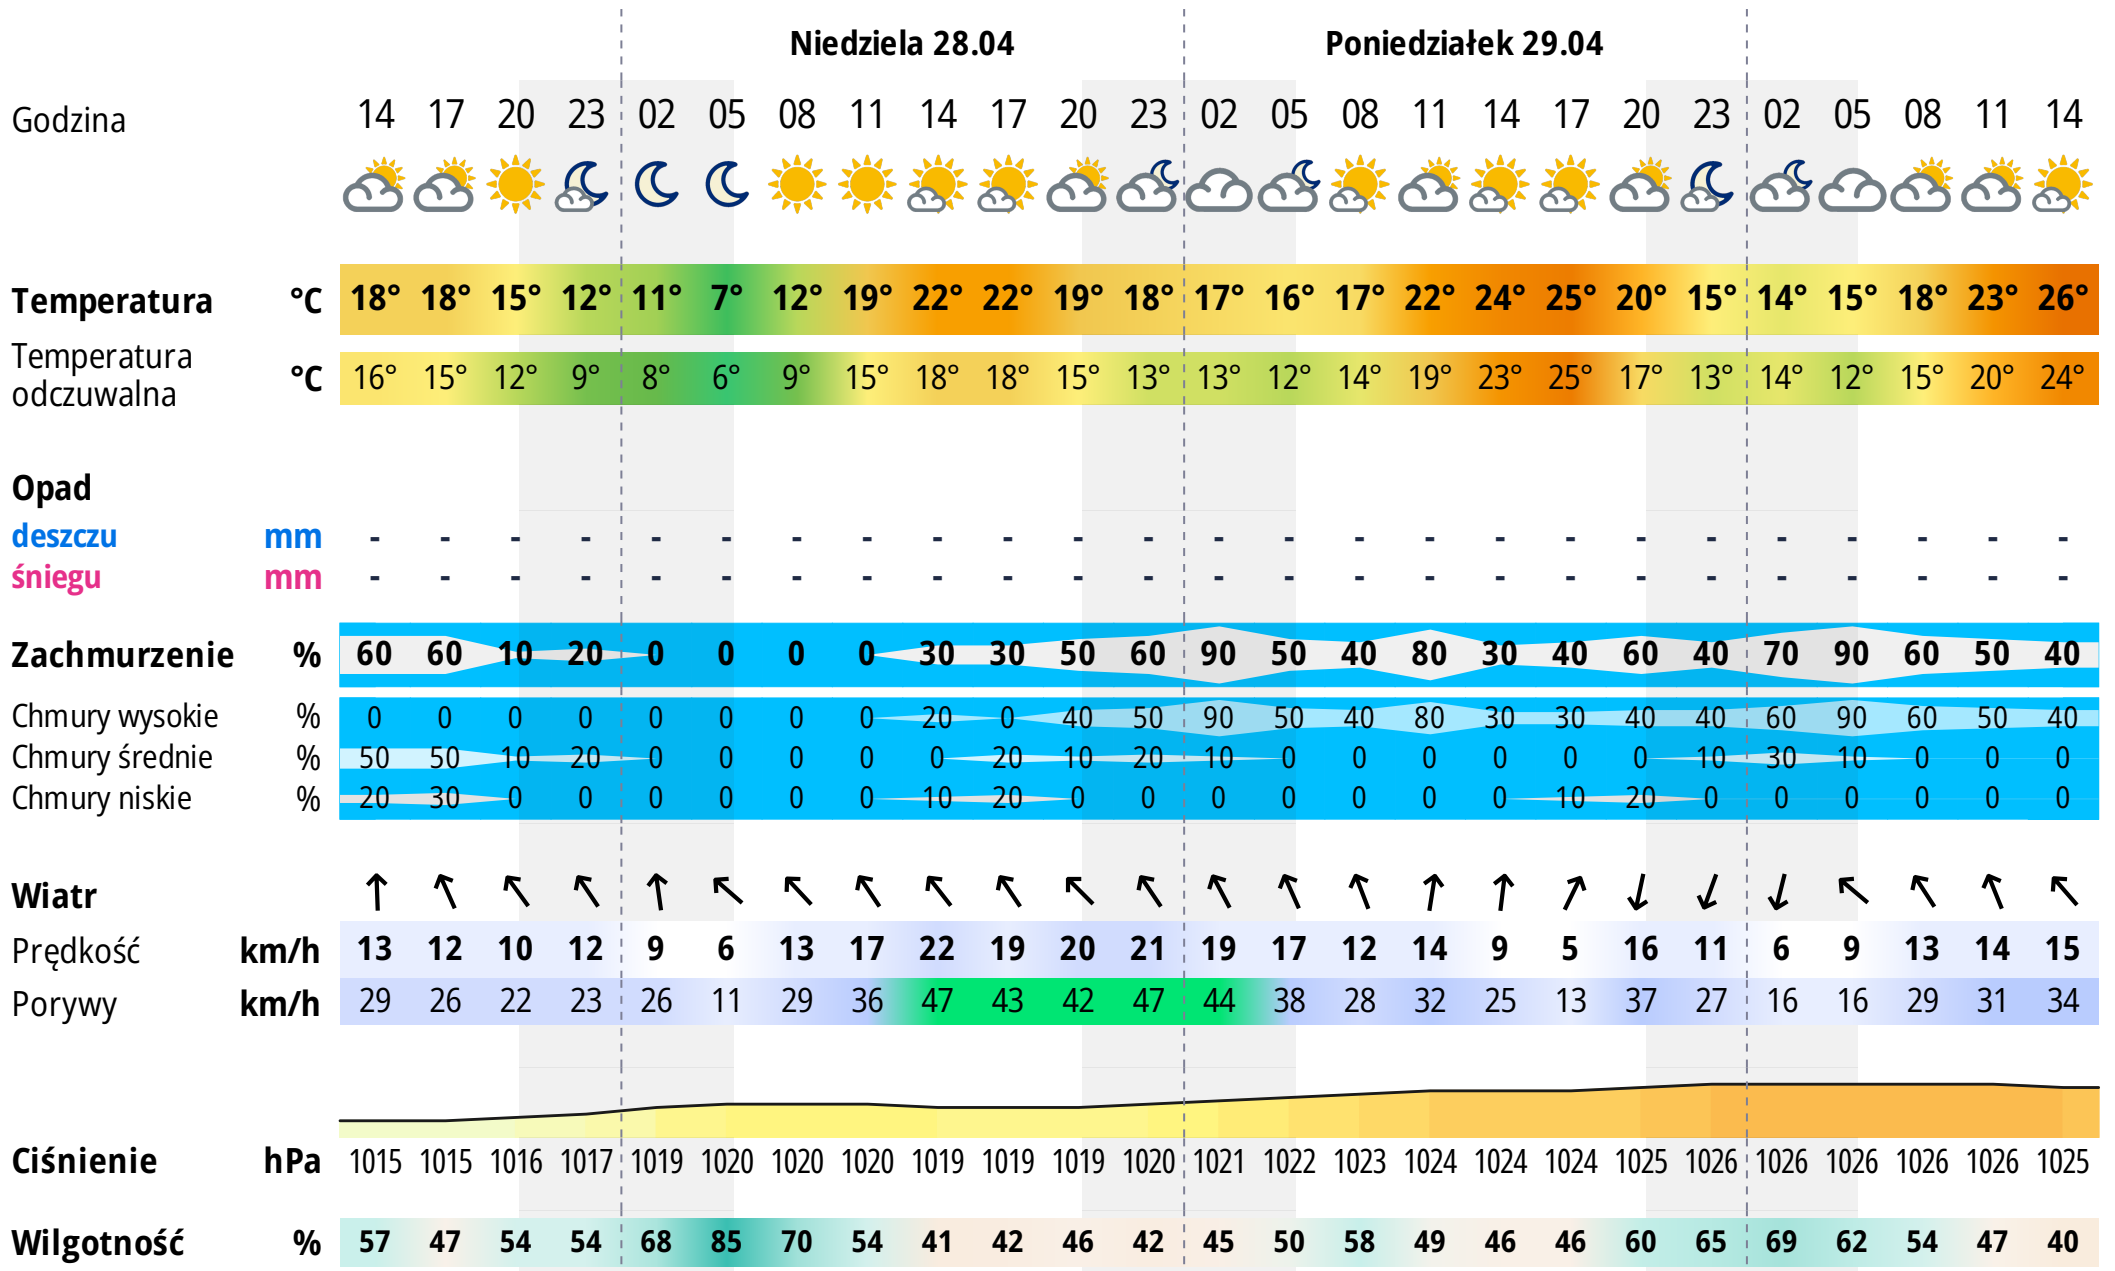 Niedziela 28.04 Poniedziałek 29.04
Godzina 14 17 20 23 02 05 08 11 14 17 20 23 02 05 08 11 14 17 20 23 02 05 08 11 14
Temperatura °C 18° 18° 15° 12° 11° 7° 12° 19° 22° 22° 19° 18° 17° 16° 17° 22° 24° 25° 20° 15° 14° 15° 18° 23° 26°
Temperatura
odczuwalna °C 16° 15° 12° 9° 8° 6° 9° 15° 18° 18° 15° 13° 13° 12° 14° 19° 23° 25° 17° 13° 14° 12° 15° 20° 24°
Opad
deszczu mm - - - - - - - - - - - - - - - - - - - - - - - - -
śniegu mm - - - - - - - - - - - - - - - - - - - - - - - - -
Zachmurzenie % 60 60 10 20 0 0 0 0 30 30 50 60 90 50 40 80 30 40 60 40 70 90 60 50 40
Chmury wysokie % 0 0 0 0 0 0 0 0 20 0 40 50 90 50 40 80 30 30 40 40 60 90 60 50 40
Chmury średnie % 50 50 10 20 0 0 0 0 0 20 10 20 10 0 0 0 0 0 0 10 30 10 0 0 0
Chmury niskie % 20 30 0 0 0 0 0 0 10 20 0 0 0 0 0 0 0 10 20 0 0 0 0 0 0
Wiatr
Prędkość km/h 13 12 10 12 9 6 13 17 22 19 20 21 19 17 12 14 9 5 16 11 6 9 13 14 15
Porywy km/h 29 26 22 23 26 11 29 36 47 43 42 47 44 38 28 32 25 13 37 27 16 16 29 31 34
Ciśnienie hPa 1015 1015 1016 1017 1019 1020 1020 1020 1019 1019 1019 1020 1021 1022 1023 1024 1024 1024 1025 1026 1026 1026 1026 1026 1025
Wilgotność % 57 47 54 54 68 85 70 54 41 42 46 42 45 50 58 49 46 46 60 65 69 62 54 47 40